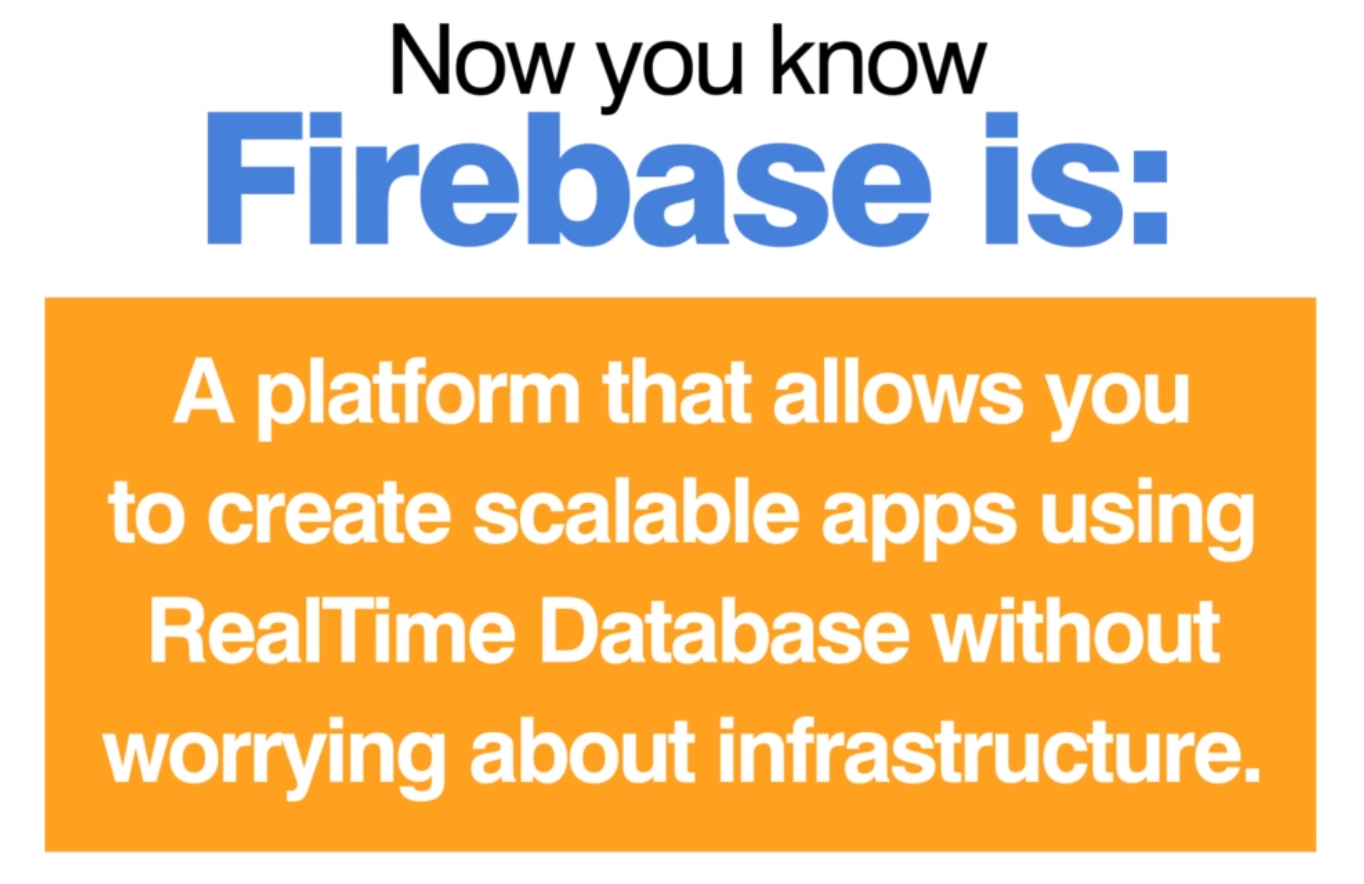 Now you know
Firebase is:
A platform that allows you
to create scalable apps using
RealTime Database without
worrying about infrastructure.